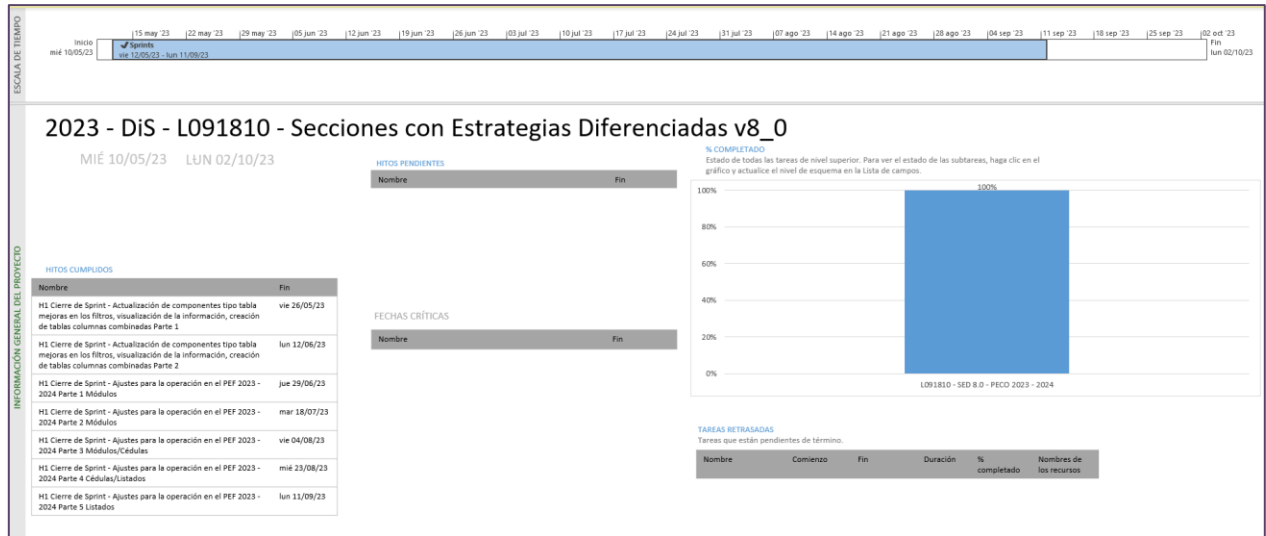 ESCALA DE TIEMPO
15 may '23 22 may '23 29 may '23 05 jun '23 12 jun '23 19 jun '23 26 jun '23 03 jul '23 10 jul '23 17 jul '23 24 jul '23 31 jul '23 07 ago '23 14 ago '23 21 ago '23 28 ago '23 04 sep '23 11 sep '23 18 sep '23 25 sep '23 02 oct '23
Inicio
mié 10/05/23
✔Sprints
vie 12/05/23 - lun 11/09/23
Fin
lun 02/10/23
INFORMACIÓN GENERAL DEL PROYECTO
2023 - DiS - L091810 - Secciones con Estrategias Diferenciadas v8_0
MIÉ 10/05/23 LUN 02/10/23
HITOS CUMPLIDOS
Nombre Fin
H1 Cierre de Sprint - Actualización de componentes tipo tabla vie 26/05/23
mejoras en los filtros, visualización de la información, creación
de tablas columnas combinadas Parte 1
H1 Cierre de Sprint - Actualización de componentes tipo tabla lun 12/06/23
mejoras en los filtros, visualización de la información, creación
de tablas columnas combinadas Parte 2
H1 Cierre de Sprint - Ajustes para la operación en el PEF 2023 - jue 29/06/23
2024 Parte 1 Módulos
H1 Cierre de Sprint - Ajustes para la operación en el PEF 2023 - mar 18/07/23
2024 Parte 2 Módulos
H1 Cierre de Sprint - Ajustes para la operación en el PEF 2023 - vie 04/08/23
2024 Parte 3 Módulos/Cédulas
H1 Cierre de Sprint - Ajustes para la operación en el PEF 2023 - mié 23/08/23
2024 Parte 4 Cédulas/Listados
H1 Cierre de Sprint - Ajustes para la operación en el PEF 2023 - lun 11/09/23
2024 Parte 5 Listados
HITOS PENDIENTES
Nombre Fin
FECHAS CRÍTICAS
Nombre Fin
% COMPLETADO
Estado de todas las tareas de nivel superior. Para ver el estado de las subtareas, haga clic en el
gráfico y actualice el nivel de esquema en la Lista de campos.
100%
100%
80%
60%
40%
20%
0%
L091810 - SED 8.0 - PECO 2023 - 2024
TAREAS RETRASADAS
Tareas que están pendientes de término.
Nombre Comienzo Fin Duración % Nombres de
completado los recursos